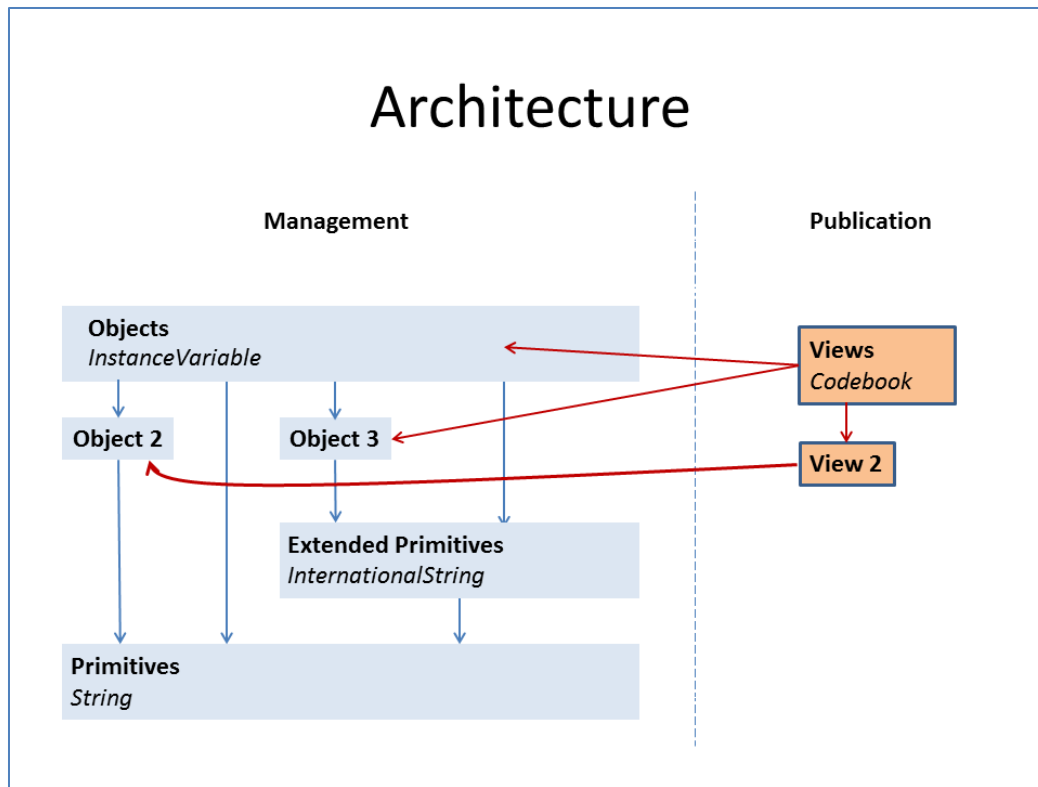 Architecture
Management
Publication
Objects
InstanceVariable
Views
Codebook
Object 2
Object 3
View 2
Extended Primitives
InternationalString
Primitives
String